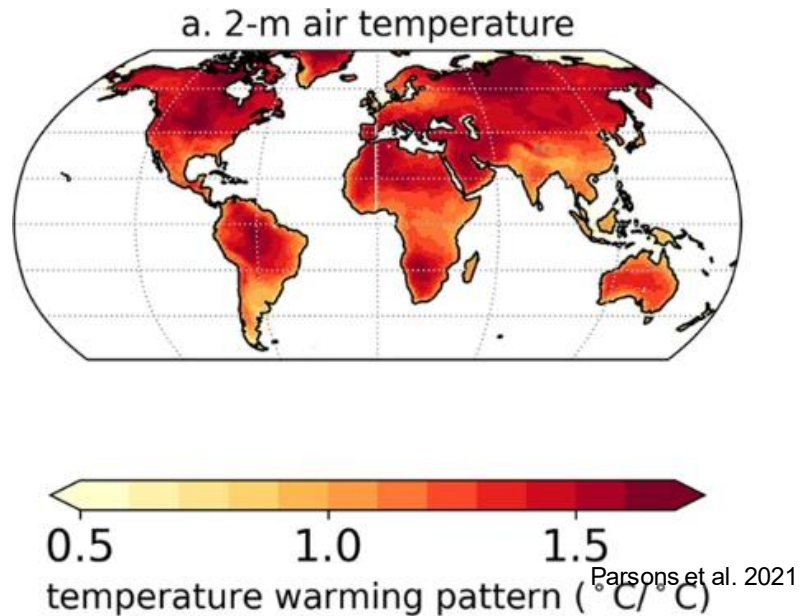 a. 2-m air temperature
0.5 1.0 1.5
temperature warming pattern (°C/°C)
Parsons et al. 2021